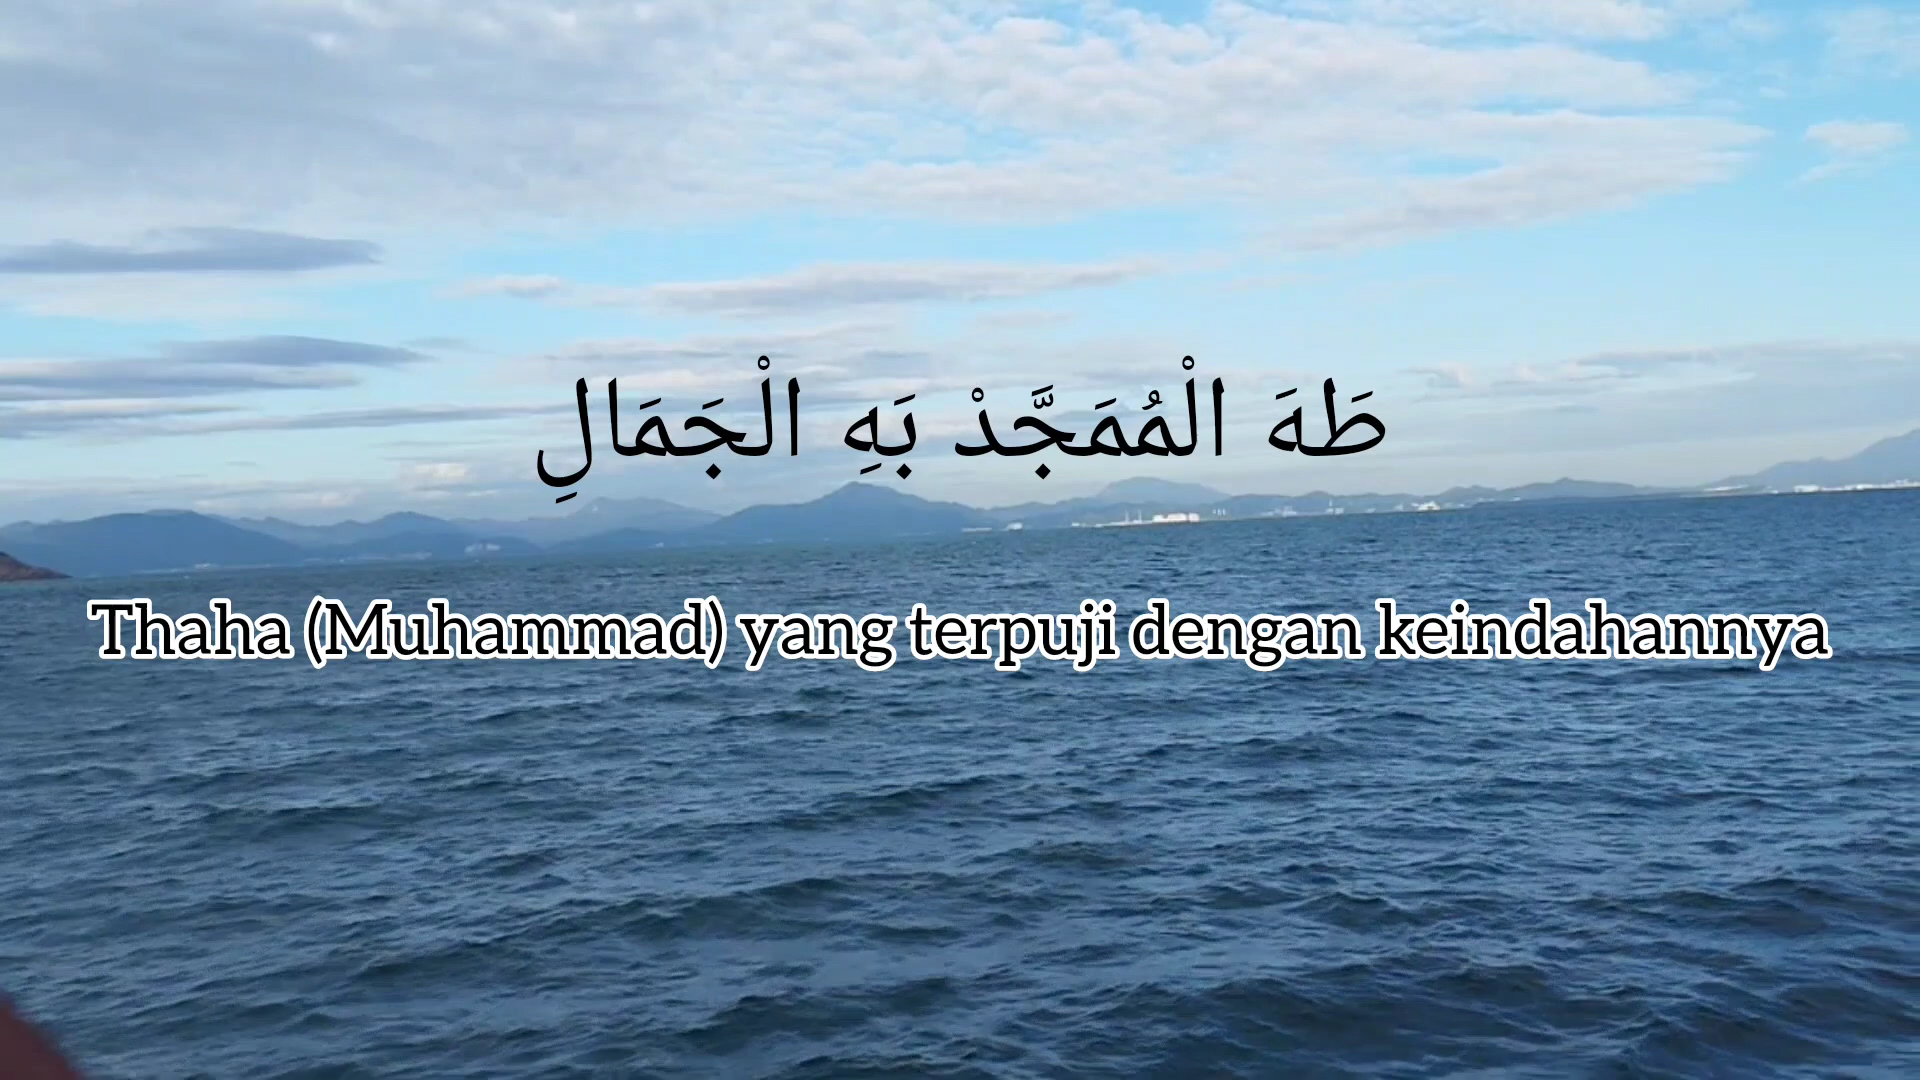 طَهَ الْمُمَجَّدْ بَهِ الْجَمَالِ
Thaha (Muhammad) yang terpuji dengan keindahannya